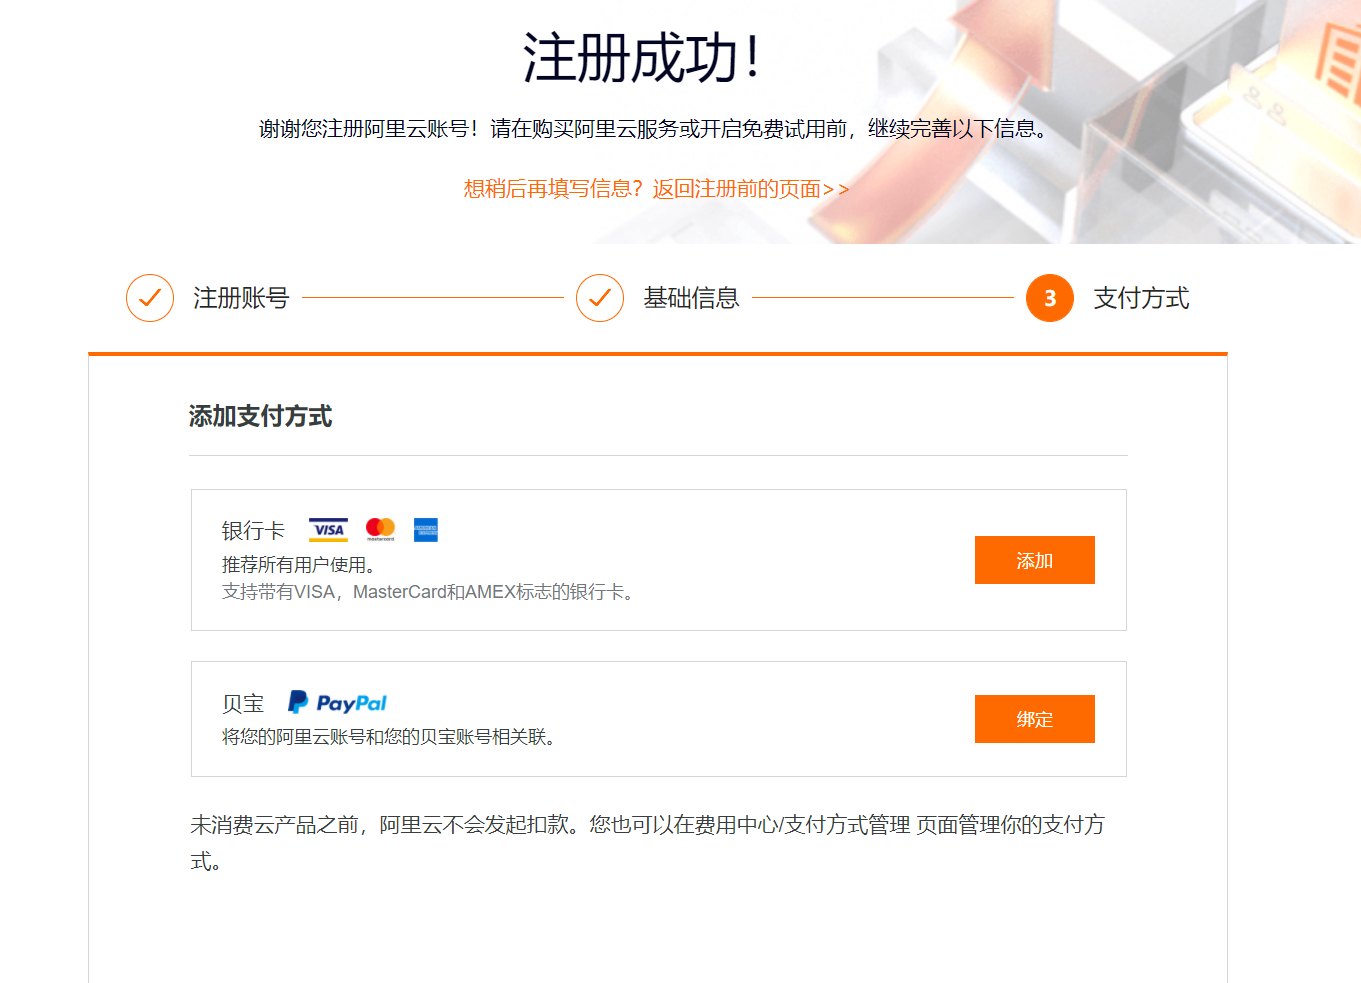 注册成功！
谢谢您注册阿里云账号！请在购买阿里云服务或开启免费试用前，继续完善以下信息。
想稍后再填写信息？返回注册前的页面>>
注册账号
基础信息
3 支付方式
添加支付方式
银行卡 VISA mastercard AMERICAN EXPRESS
推荐所有用户使用。
支持带有VISA，MasterCard和AMEX标志的银行卡。
添加
贝宝 PayPal
将您的阿里云账号和您的贝宝账号相关联。
绑定
未消费云产品之前，阿里云不会发起扣款。您也可以在费用中心/支付方式管理 页面管理你的支付方
式。